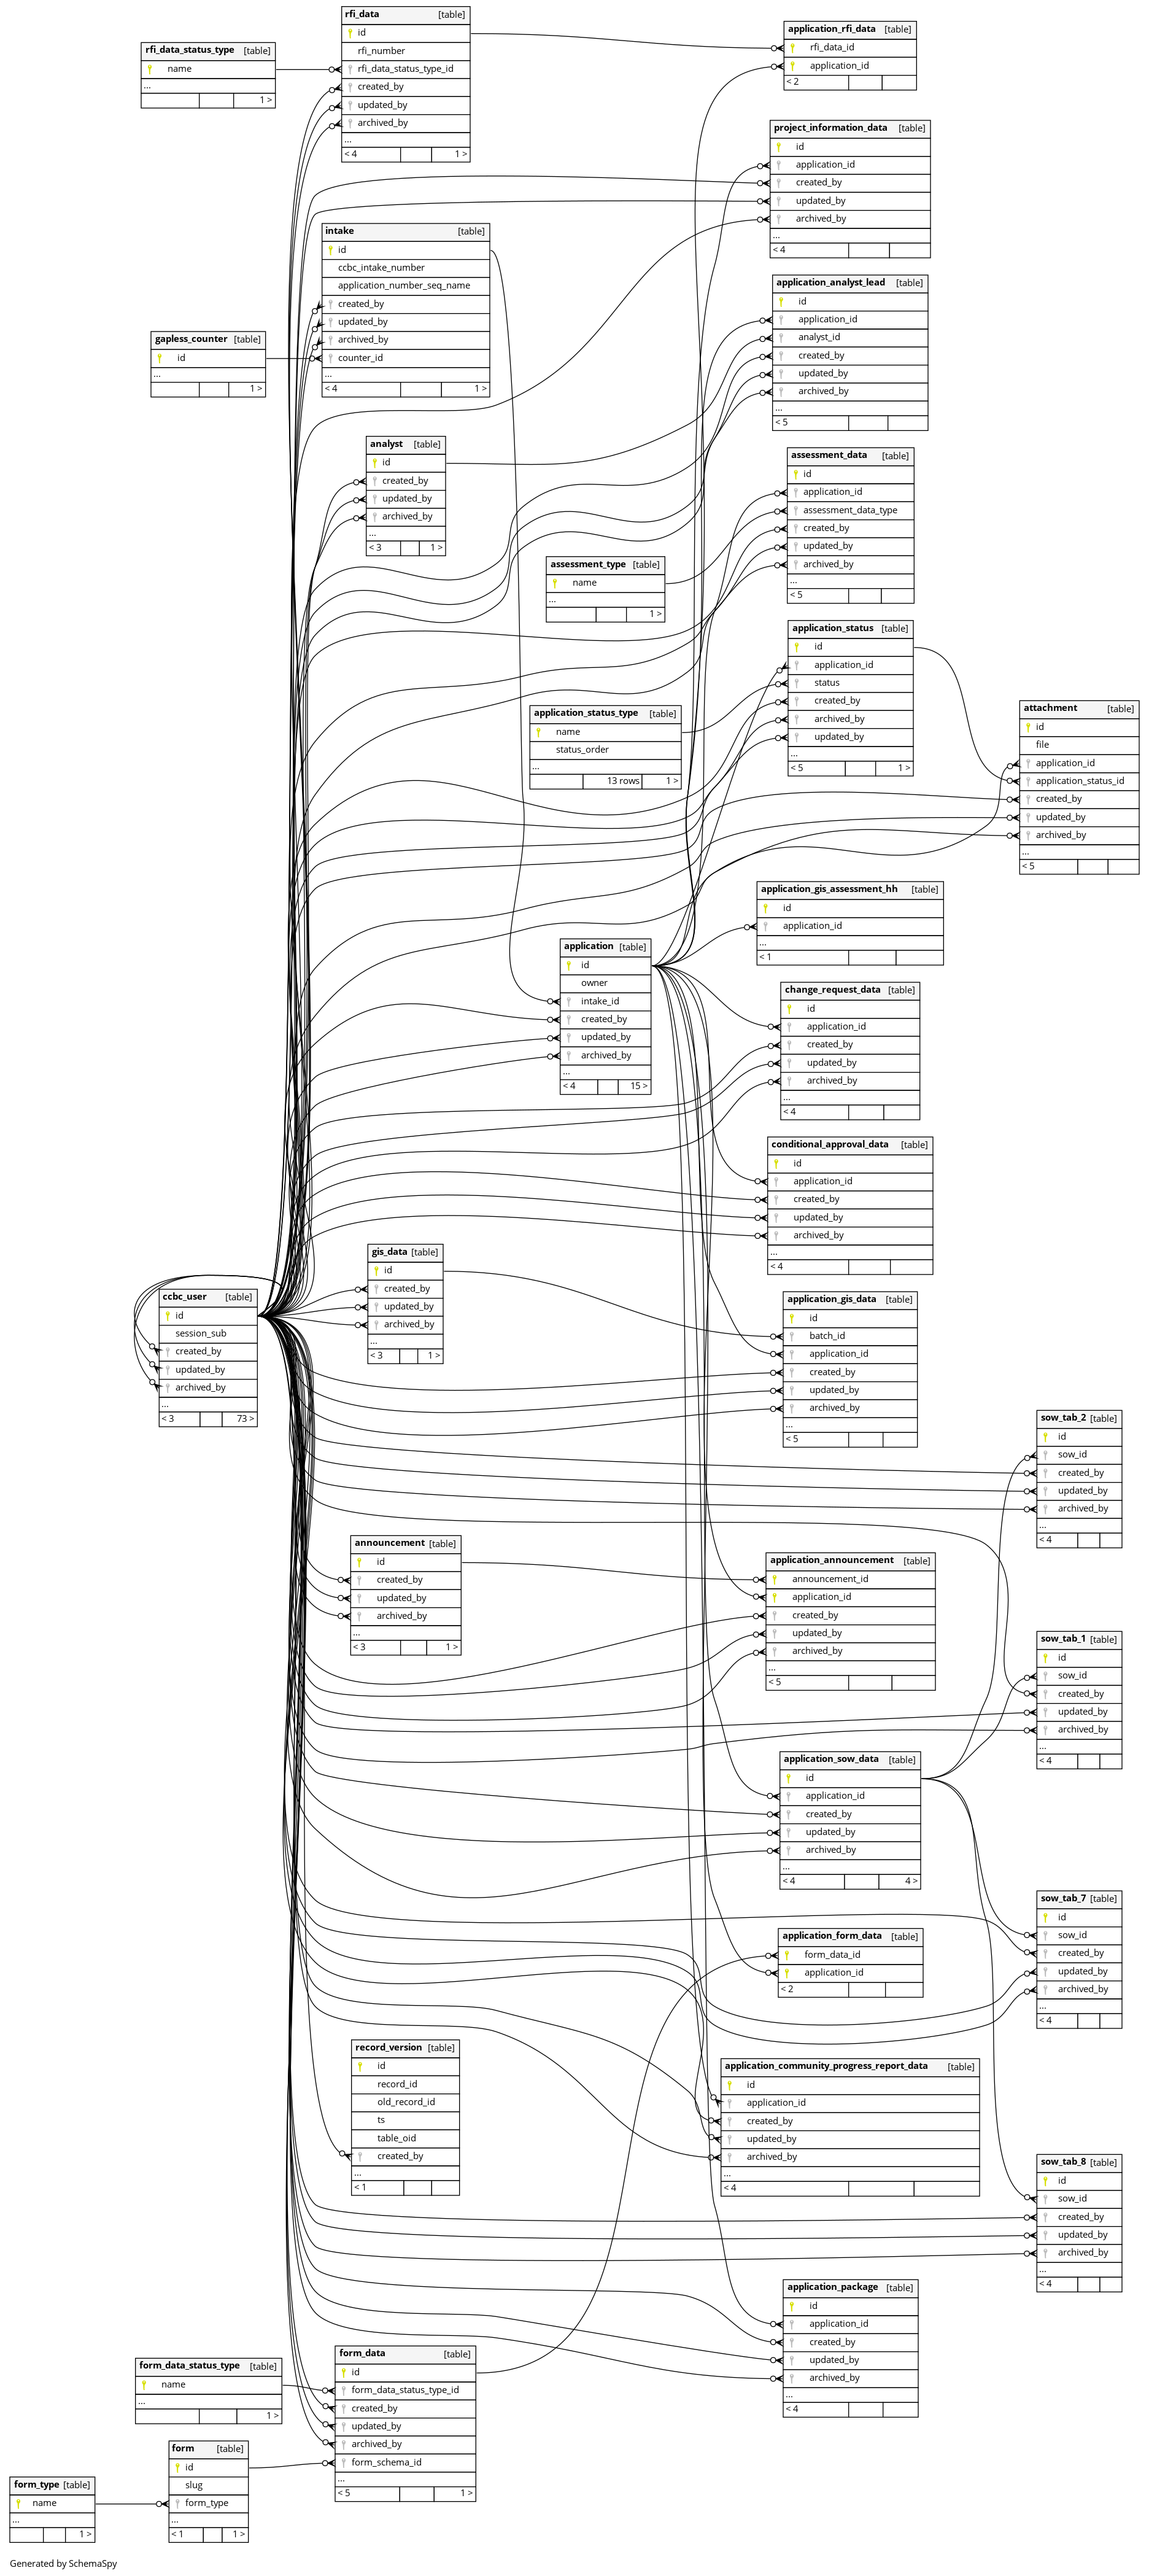 rfi_data [table]
id
rfi_number
rfi_data_status_type_id
created_by
updated_by
archived_by
...
< 4 1 >
rfi_data_status_type [table]
name
...
1 >
application_rfi_data [table]
rfi_data_id
application_id
< 2
project_information_data [table]
id
application_id
created_by
updated_by
archived_by
...
< 4
intake [table]
id
ccbc_intake_number
application_number_seq_name
created_by
updated_by
archived_by
counter_id
...
< 4 1 >
gapless_counter [table]
id
...
1 >
application_analyst_lead [table]
id
application_id
analyst_id
created_by
updated_by
archived_by
...
< 5
analyst [table]
id
created_by
updated_by
archived_by
...
< 3 1 >
assessment_data [table]
id
application_id
assessment_data_type
created_by
updated_by
archived_by
...
< 5
assessment_type [table]
name
...
1 >
application_status [table]
id
application_id
status
created_by
archived_by
updated_by
...
< 5 1 >
application_status_type [table]
name
status_order
...
13 rows 1 >
attachment [table]
id
file
application_id
application_status_id
created_by
updated_by
archived_by
...
< 5
application_gis_assessment_hh [table]
id
application_id
...
< 1
application [table]
id
owner
intake_id
created_by
updated_by
archived_by
...
< 4 15 >
change_request_data [table]
id
application_id
created_by
updated_by
archived_by
...
< 4
conditional_approval_data [table]
id
application_id
created_by
updated_by
archived_by
...
< 4
gis_data [table]
id
created_by
updated_by
archived_by
...
< 3 1 >
ccbc_user [table]
id
session_sub
created_by
updated_by
archived_by
...
< 3 73 >
application_gis_data [table]
id
batch_id
application_id
created_by
updated_by
archived_by
...
< 5
sow_tab_2 [table]
id
sow_id
created_by
updated_by
archived_by
...
< 4
announcement [table]
id
created_by
updated_by
archived_by
...
< 3 1 >
application_announcement [table]
announcement_id
application_id
created_by
updated_by
archived_by
...
< 5
sow_tab_1 [table]
id
sow_id
created_by
updated_by
archived_by
...
< 4
application_sow_data [table]
id
application_id
created_by
updated_by
archived_by
...
< 4 4 >
sow_tab_7 [table]
id
sow_id
created_by
updated_by
archived_by
...
< 4
application_form_data [table]
form_data_id
application_id
< 2
record_version [table]
id
record_id
old_record_id
ts
table_oid
created_by
...
< 1
application_community_progress_report_data [table]
id
application_id
created_by
updated_by
archived_by
...
< 4
sow_tab_8 [table]
id
sow_id
created_by
updated_by
archived_by
...
< 4
application_package [table]
id
application_id
created_by
updated_by
archived_by
...
< 4
form_data [table]
id
form_data_status_type_id
created_by
updated_by
archived_by
form_schema_id
...
< 5 1 >
form_data_status_type [table]
name
...
1 >
form [table]
id
slug
form_type
...
< 1 1 >
form_type [table]
name
...
1 >
Generated by SchemaSpy